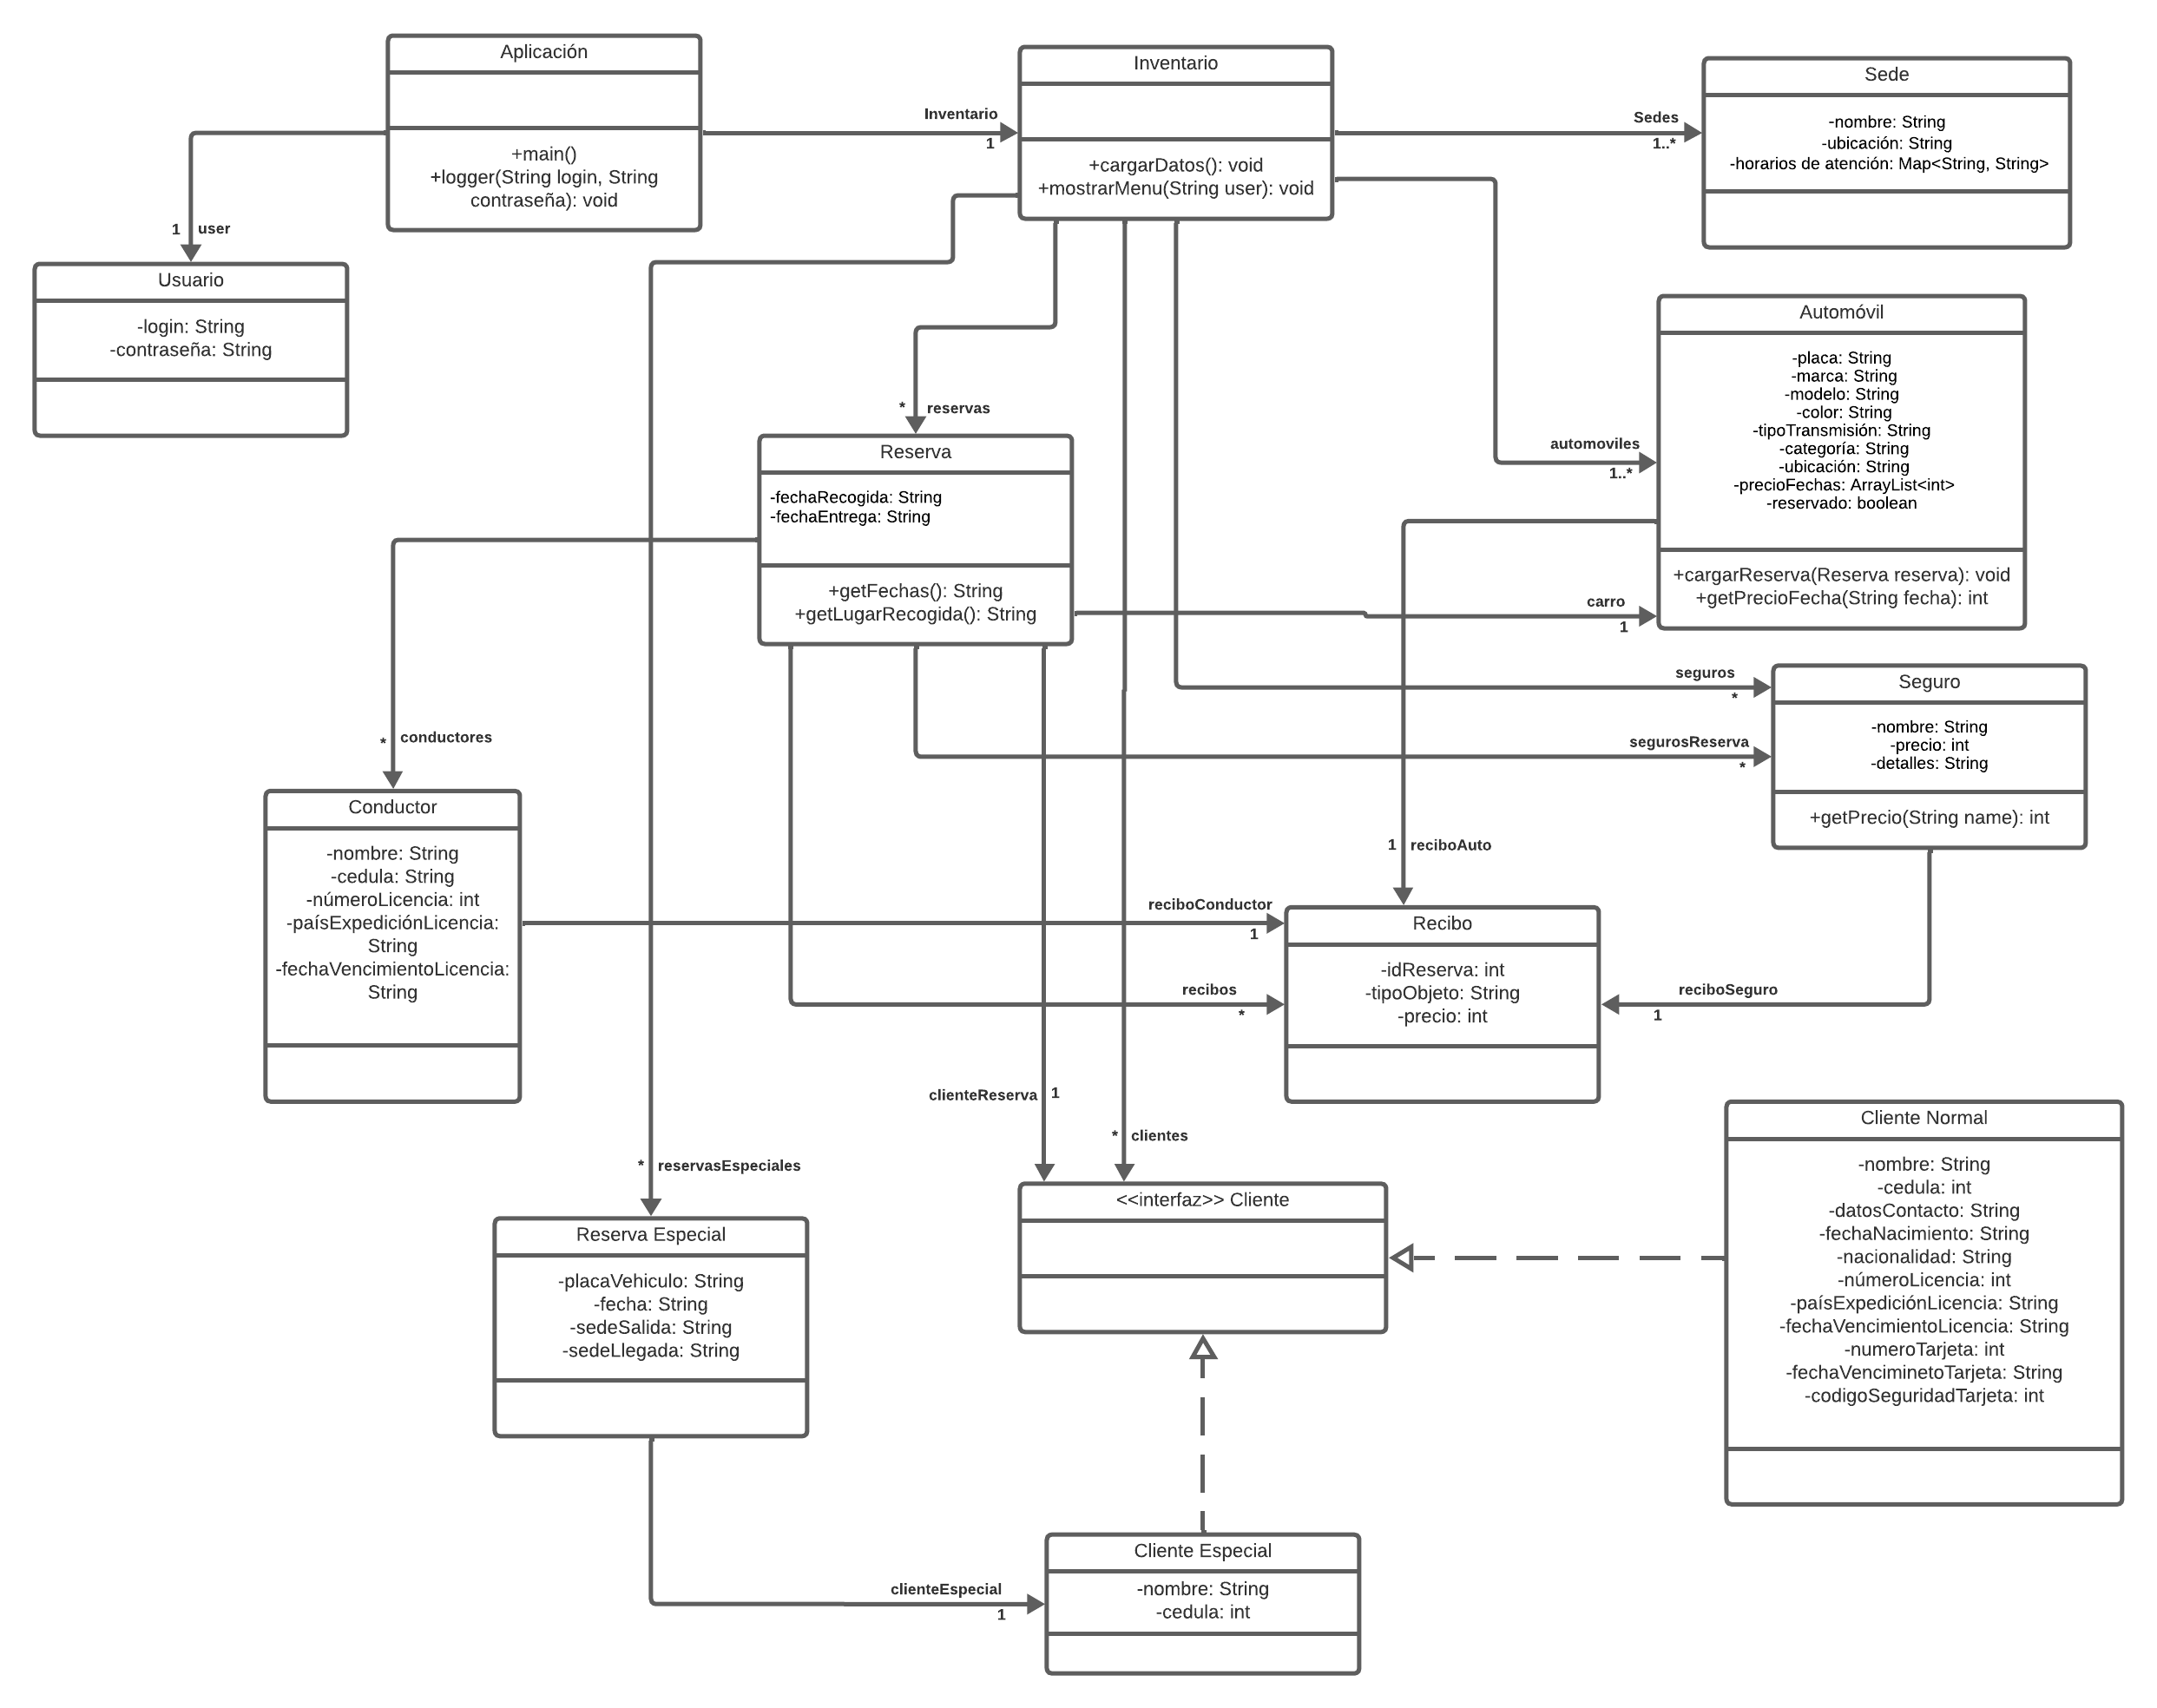 Aplicación
+main()
+logger(String login, String
contraseña): void
Inventario
1
Inventario
+cargarDatos(): void
+mostrarMenu(String user): void
Sedes
1..*
Sede
-nombre: String
-ubicación: String
-horarios de atención: Map<String, String>
1
user
Usuario
-login: String
-contraseña: String
automoviles
1..*
Automóvil
-placa: String
-marca: String
-modelo: String
-color: String
-tipoTransmisión: String
-categoría: String
-ubicación: String
-precioFechas: ArrayList<int>
-reservado: boolean
+cargarReserva(Reserva reserva): void
+getPrecioFecha(String fecha): int
*
reservas
Reserva
-fechaRecogida: String
-fechaEntrega: String
+getFechas(): String
+getLugarRecogida(): String
carro
1
seguros
*
segurosReserva
*
Seguro
-nombre: String
-precio: int
-detalles: String
+getPrecio(String name): int
*
conductores
Conductor
-nombre: String
-cedula: String
-númeroLicencia: int
-paísExpediciónLicencia:
String
-fechaVencimientoLicencia:
String
1
reciboAuto
reciboConductor
1
recibos
*
Recibo
-idReserva: int
-tipoObjeto: String
-precio: int
reciboSeguro
1
clienteReserva
1
*
clientes
*
reservasEspeciales
<<interfaz>> Cliente
Cliente Normal
-nombre: String
-cedula: int
-datosContacto: String
-fechaNacimiento: String
-nacionalidad: String
-númeroLicencia: int
-paísExpediciónLicencia: String
-fechaVencimientoLicencia: String
-numeroTarjeta: int
-fechaVenciminetoTarjeta: String
-codigoSeguridadTarjeta: int
Reserva Especial
-placaVehiculo: String
-fecha: String
-sedeSalida: String
-sedeLlegada: String
clienteEspecial
1
Cliente Especial
-nombre: String
-cedula: int